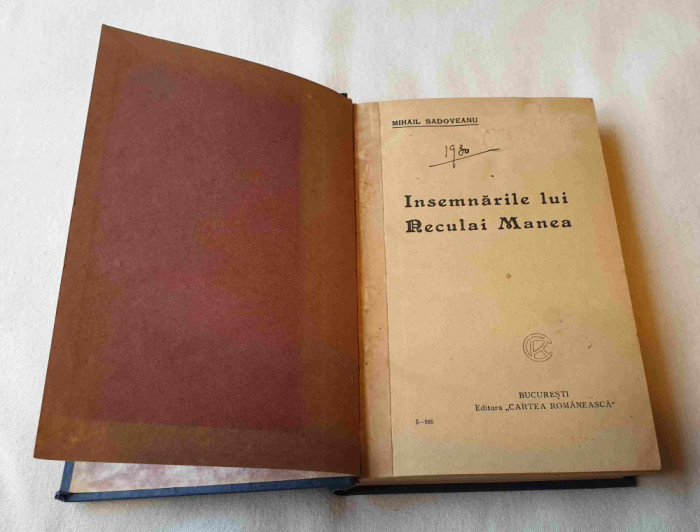 MIHAIL SADOVEANU
1930
Insemnările lui
Neculai Manea
BUCUREȘTI
Editura „CARTEA ROMÂNEASCĂ"